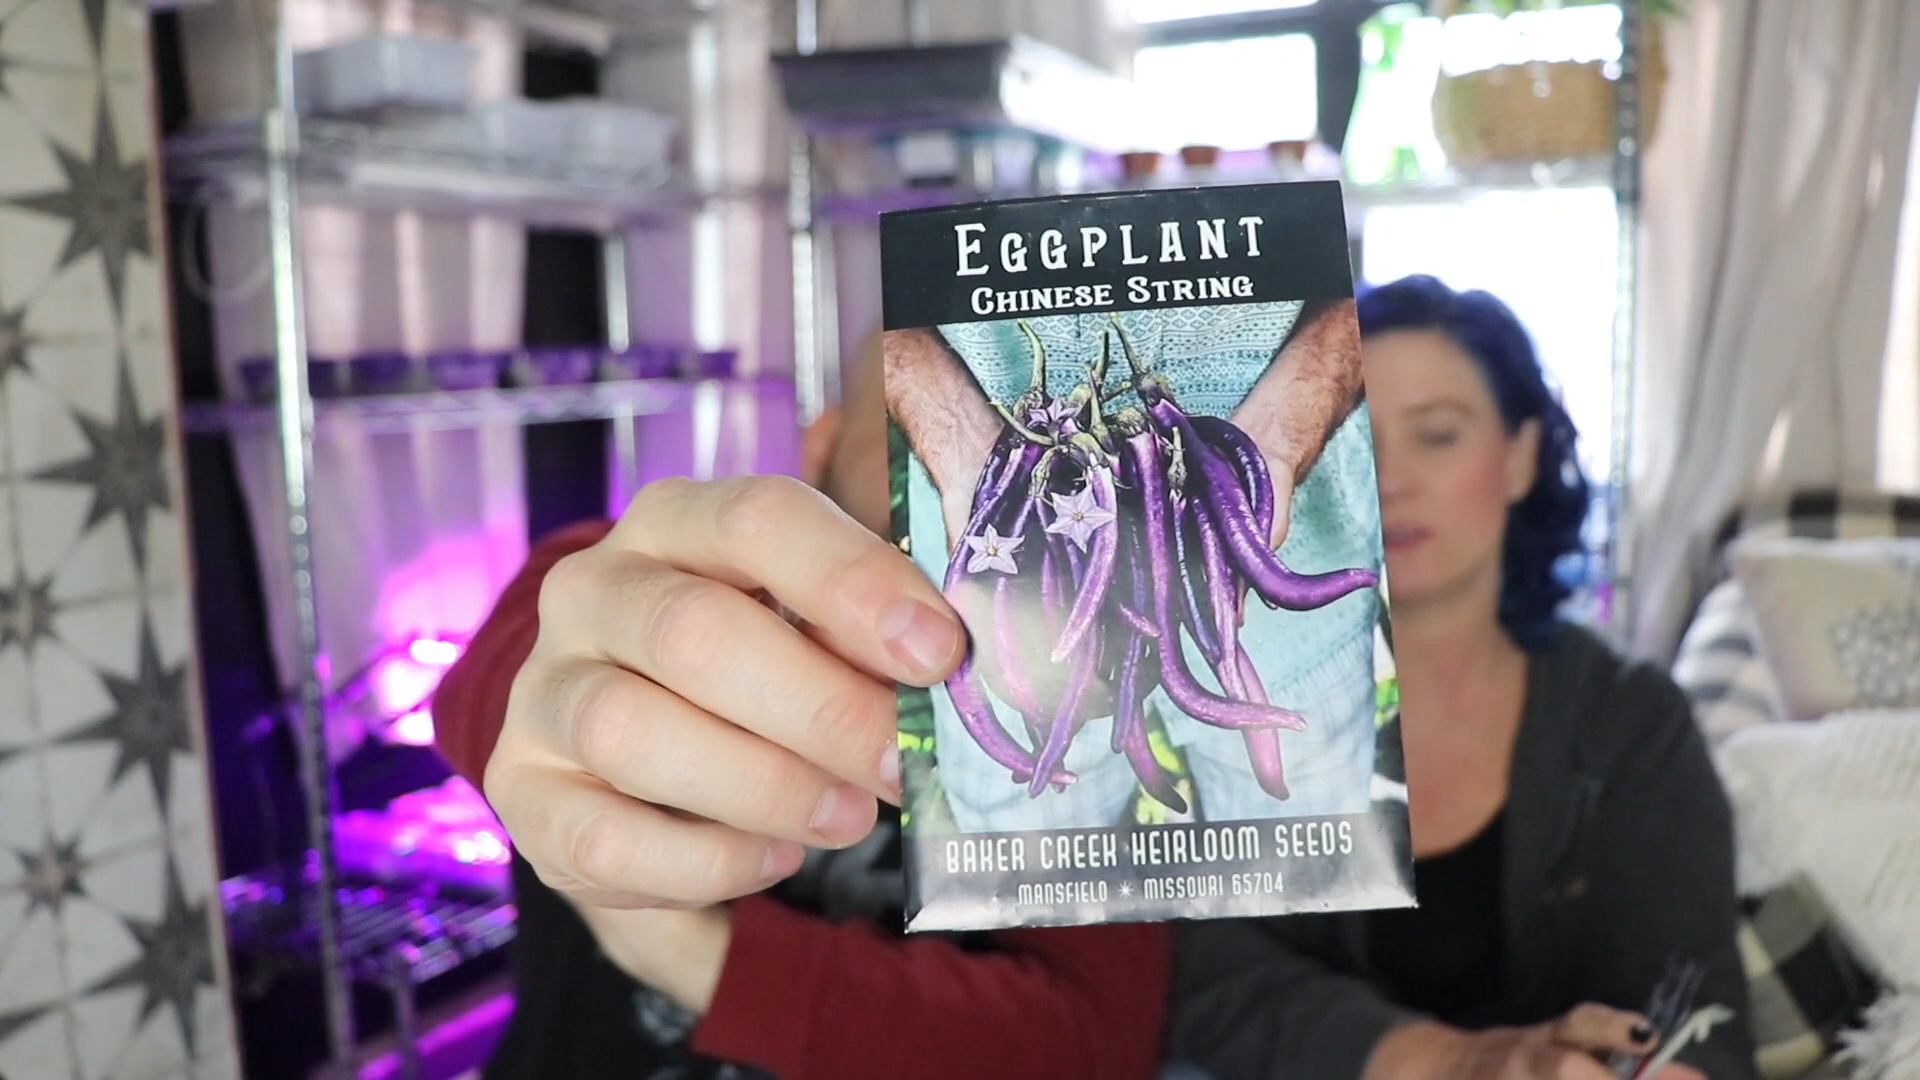 EGGPLANT
CHINESE STRING
BAKER CREEK HEIRLOOM SEEDS
MANSFIELD * MISSOURI 65704